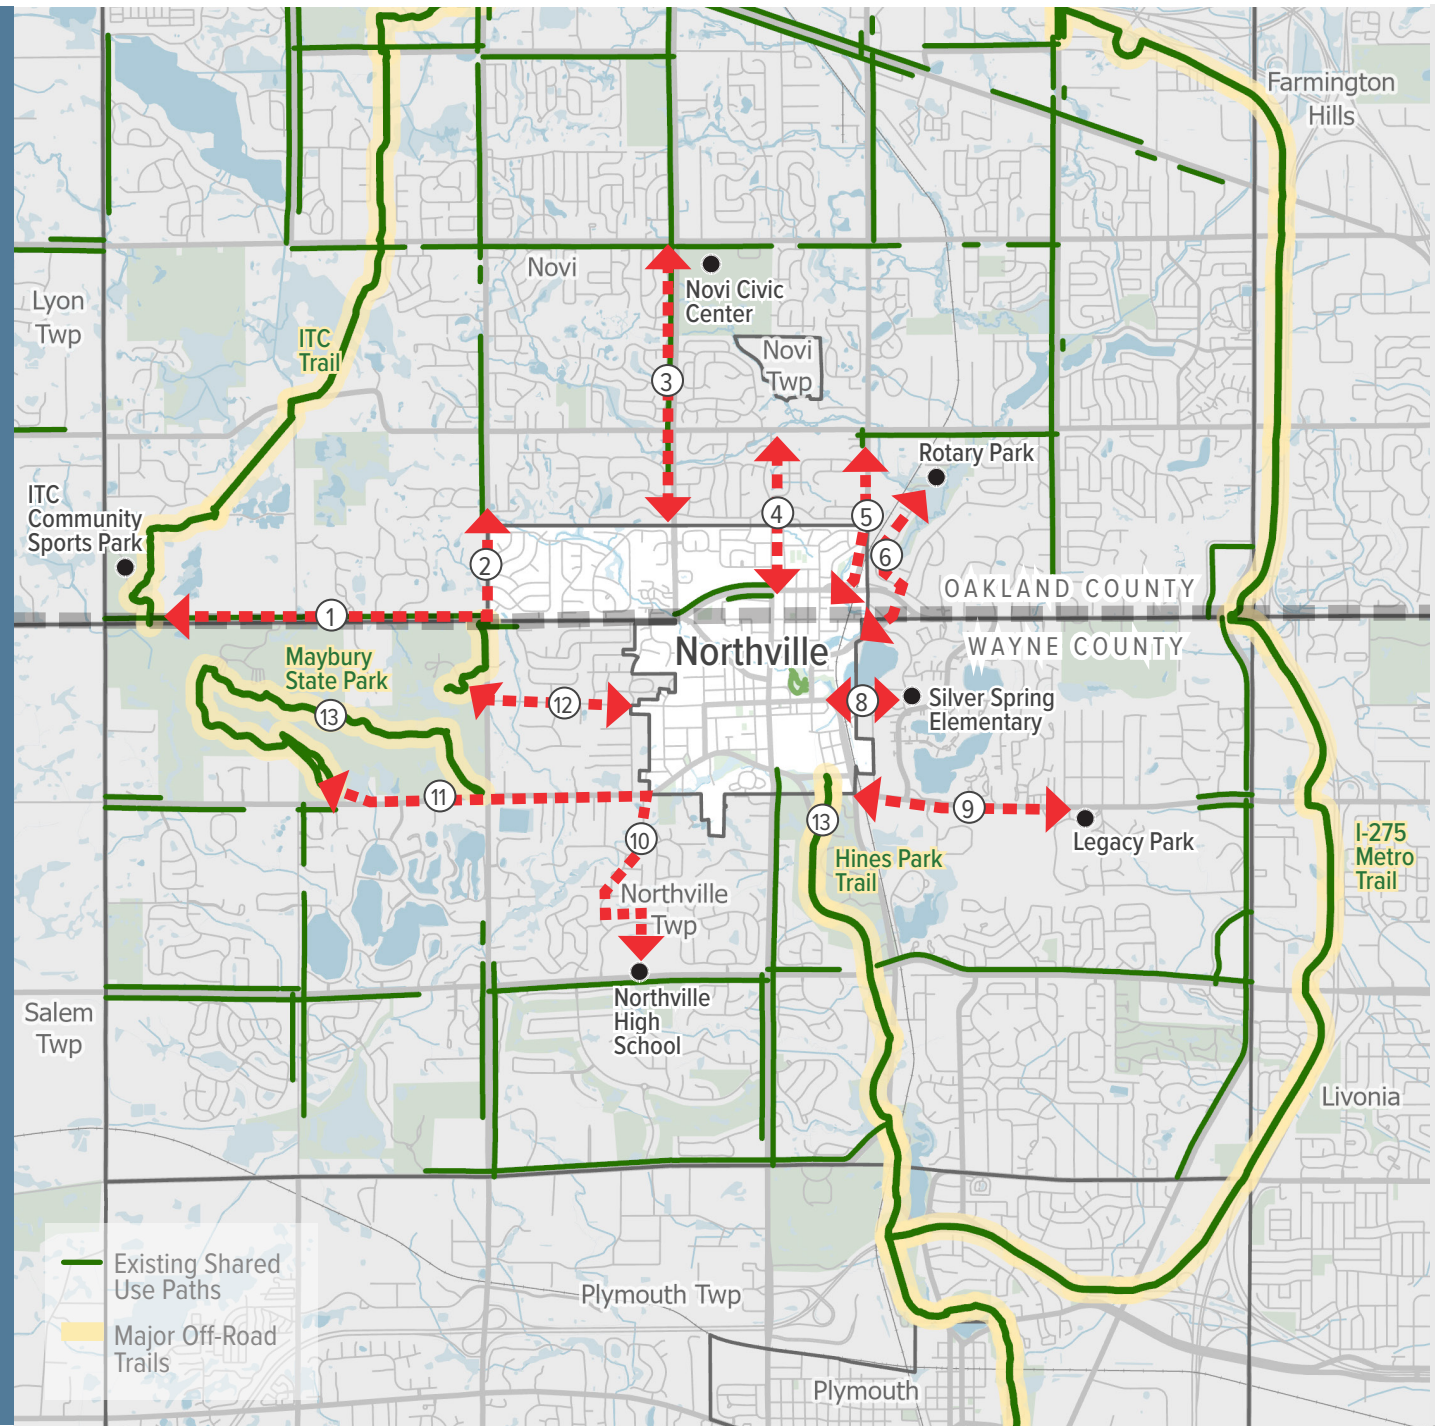 Farmington
Hills
Novi
Novi Civic
Center
Lyon
Twp
ITC
Trail
Novi
Twp
3
Rotary Park
ITC
Community
Sports Park
4
5
6
2
OAKLAND COUNTY
1
WAYNE COUNTY
Northville
Maybury
State Park
13
12
8
Silver Spring
Elementary
11
9
10
13
Legacy Park
I-275
Metro
Trail
Hines Park
Trail
Northville
Twp
Northville
High
School
Salem
Twp
Livonia
Existing Shared
Use Paths
Major Off-Road
Trails
Plymouth Twp
Plymouth